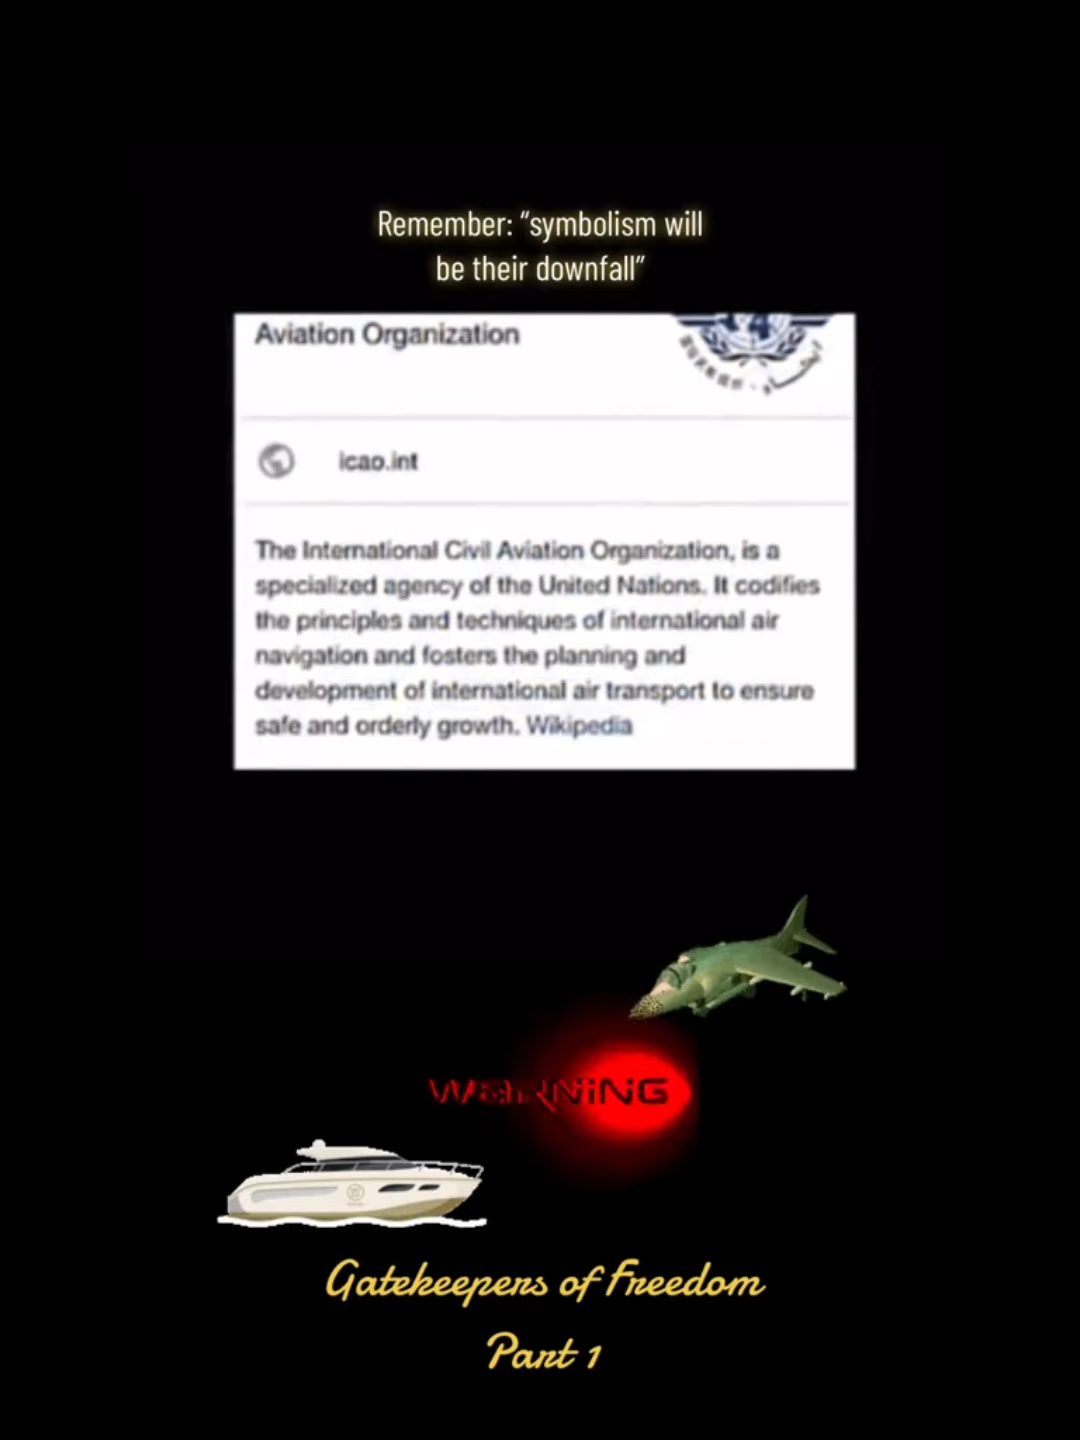 Remember: “symbolism will
be their downfall”
Aviation Organization
icao.int
The International Civil Aviation Organization, is a
specialized agency of the United Nations. It codifies
the principles and techniques of international air
navigation and fosters the planning and
development of international air transport to ensure
safe and orderly growth. Wikipedia
WARNiNG
Gatekeepers of Freedom
Part 1